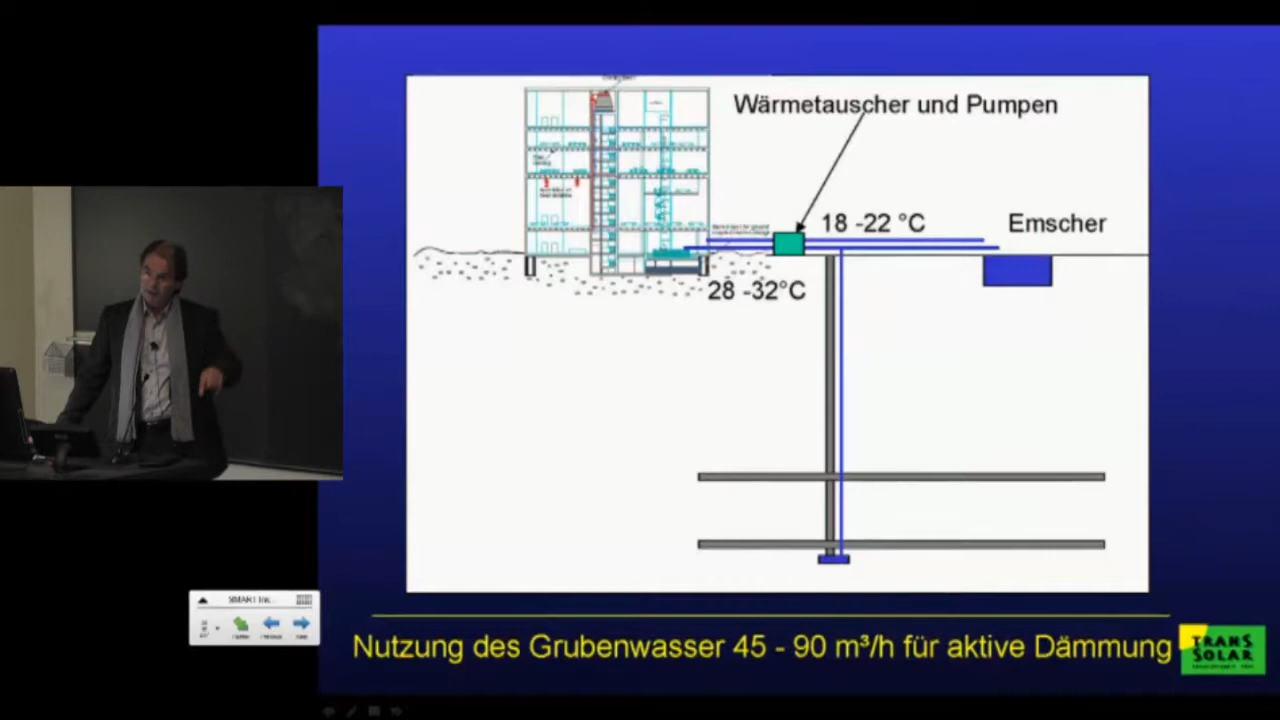 Wärmetauscher und Pumpen
18 -22 °C
Emscher
28 -32°C
SMART
Nutzung des Grubenwasser 45 - 90 m³/h für aktive Dämmung
TRANS
SOLAR